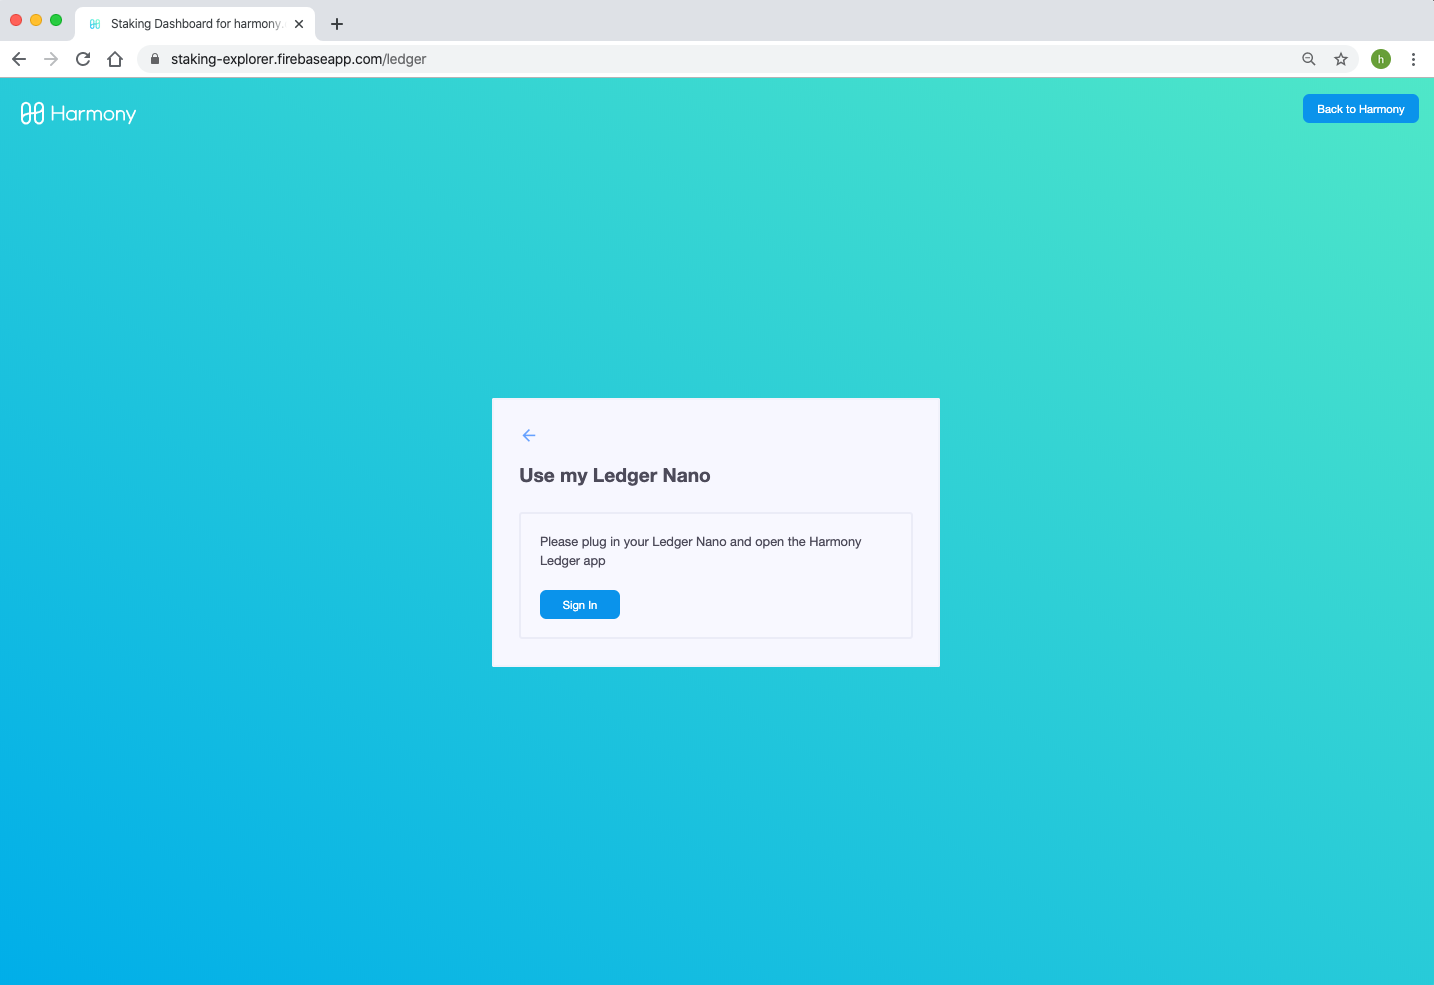 Staking Dashboard for harmony.
staking-explorer.firebaseapp.com/ledger
h
Harmony
Back to Harmony
Use my Ledger Nano
Please plug in your Ledger Nano and open the Harmony
Ledger app
Sign In